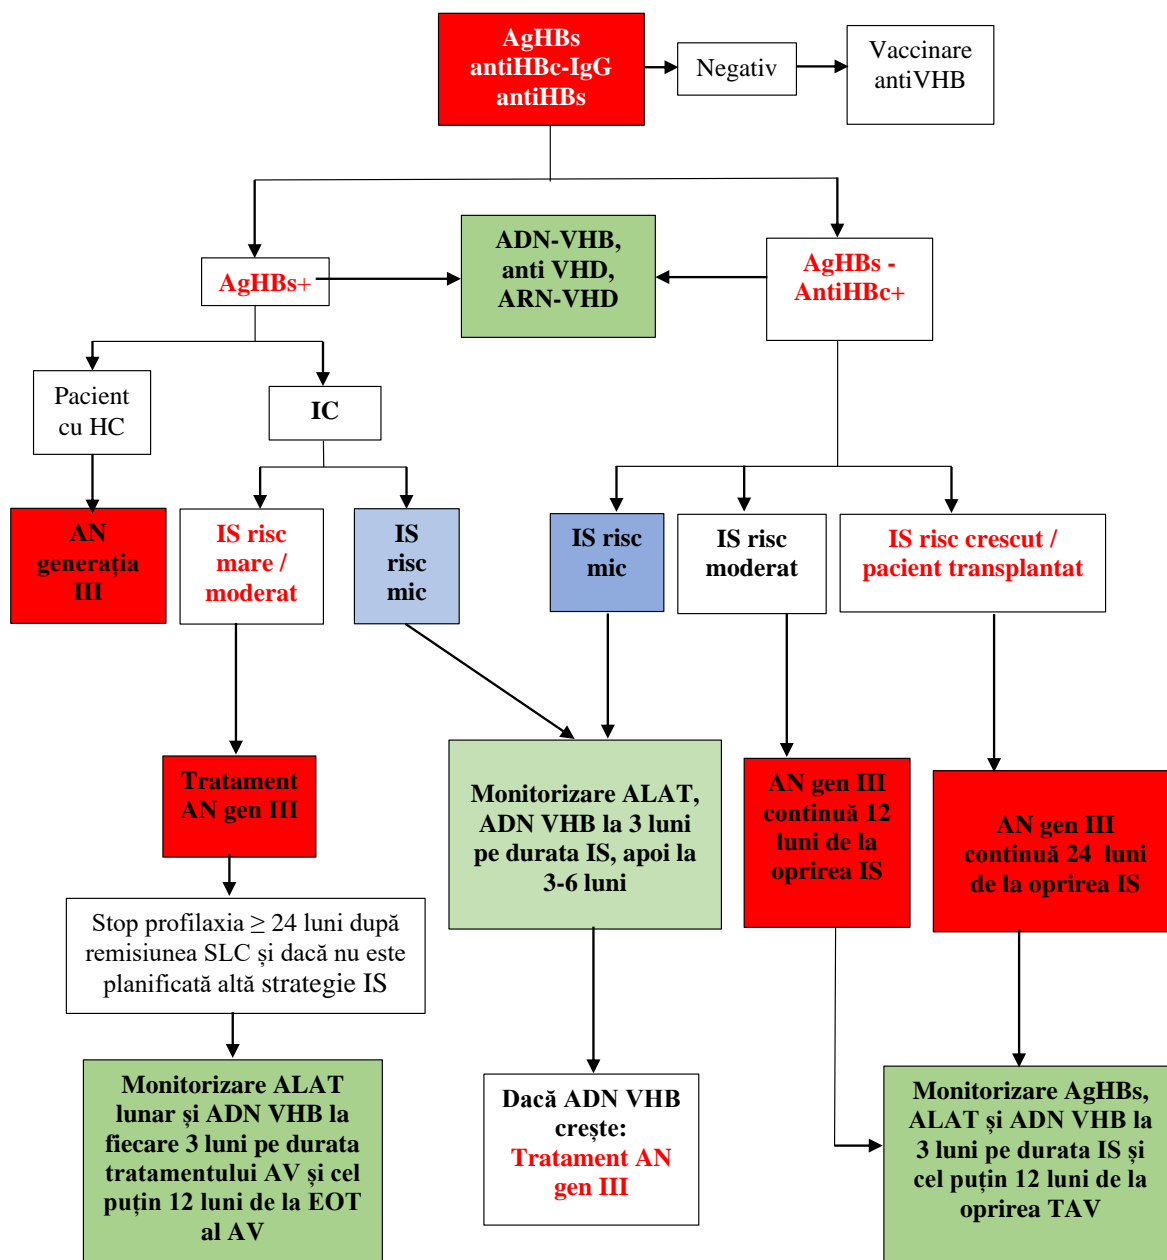 AgHBs
antiHBc-IgG
antiHBs
Negativ
Vaccinare
antiVHB
AgHBs+
ADN-VHB,
anti VHD,
ARN-VHD
AgHBs -
AntiHBc+
Pacient
cu HC
IC
AN
generația
III
IS risc
mare /
moderat
IS
risc
mic
IS risc
mic
IS risc
moderat
IS risc crescut /
pacient transplantat
Tratament
AN gen III
Monitorizare ALAT,
ADN VHB la 3 luni
pe durata IS, apoi la
3-6 luni
AN gen III
continuă 12
luni de la
oprirea IS
AN gen III
continuă 24 luni
de la oprirea IS
Stop profilaxia ≥ 24 luni după
remisiunea SLC și dacă nu este
planificată altă strategie IS
Monitorizare ALAT
lunar și ADN VHB la
fiecare 3 luni pe durata
tratamentului AV și cel
puțin 12 luni de la EOT
al AV
Dacă ADN VHB
crește:
Tratament AN
gen III
Monitorizare AgHBs,
ALAT și ADN VHB la
3 luni pe durata IS și
cel puțin 12 luni de la
oprirea TAV